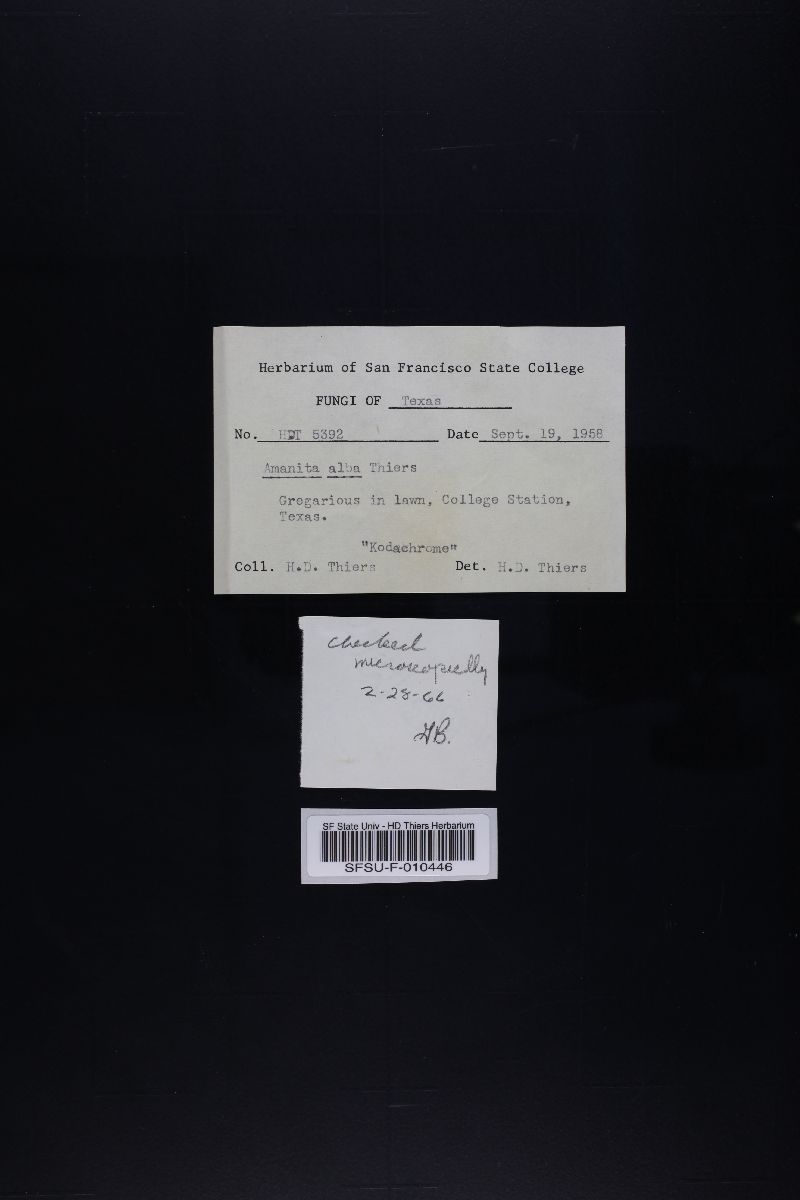 Herbarium of San Francisco State College
FUNGI OF Texas
No. HDT 5392 Date Sept. 19, 1958
Amanita alba Thiers
Gregarious in lawn, College Station,
Texas.
"Kodachrome"
Coll. H.D. Thiers Det. H.D. Thiers
checked
2-28-66
SF State Univ - HD Thiers Herbarium
SFSU-F-010446